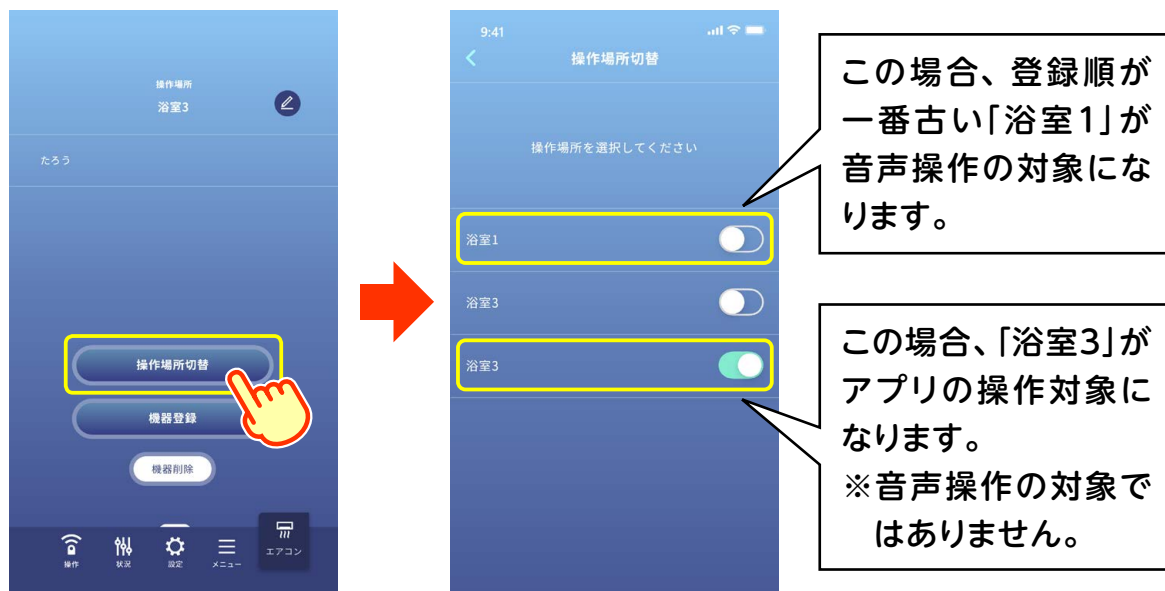 操作場所
浴室3
たろう
操作場所切替
機器登録
機器削除
操作
状況
設定
メニュー
エアコン
9:41
操作場所切替
操作場所を選択してください
浴室1
浴室3
浴室3
この場合、登録順が
一番古い「浴室1」が
音声操作の対象にな
ります。
この場合、「浴室3」が
アプリの操作対象に
なります。
※音声操作の対象で
はありません。